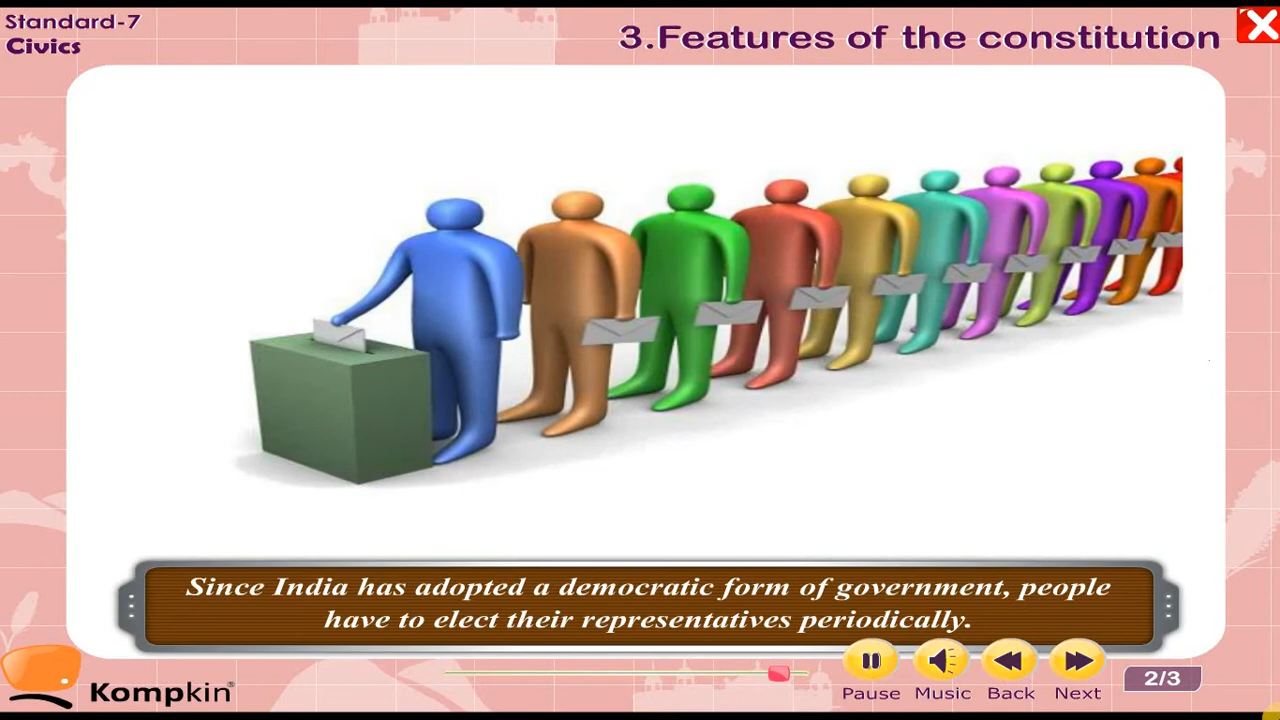 Standard-7
Civics
3.Features of the constitution
Since India has adopted a democratic form of government, people
have to elect their representatives periodically.
Kompkin®
Pause
Music
Back
Next
2/3